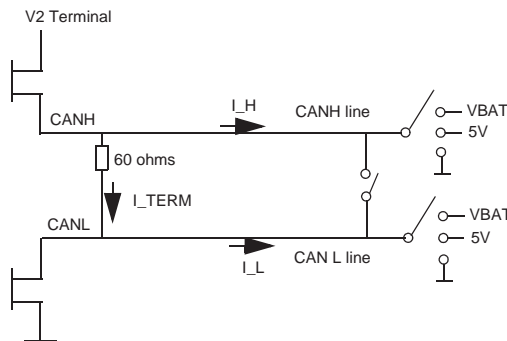 V2 Terminal
I_H
CANH line
CANH
VBAT
5V
60 ohms
I_TERM
CANL
VBAT
5V
I_L
CAN L line